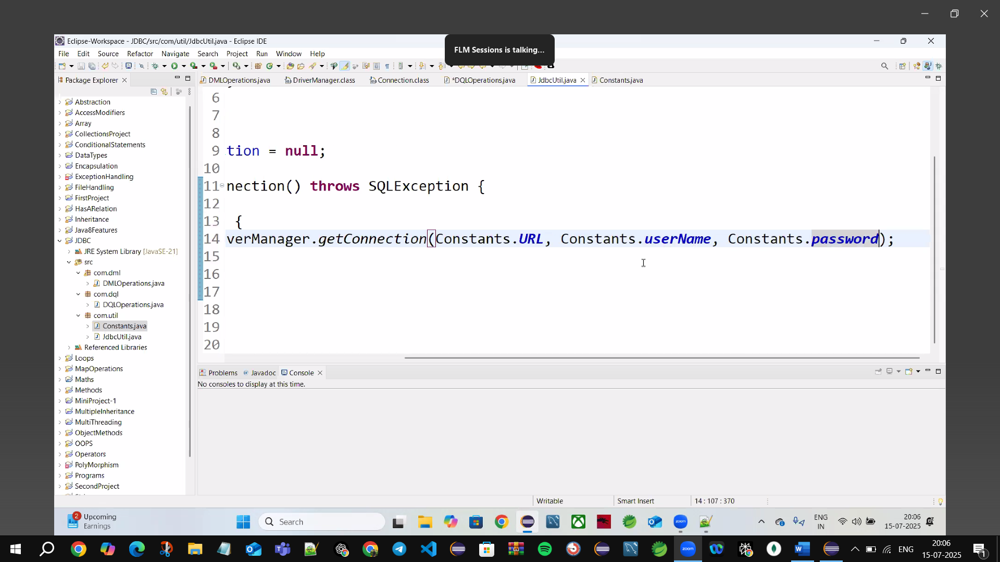 Eclipse-Workspace - JDBC/src/com/util/JdbcUtil.java - Eclipse IDE
FLM Sessions is talking...
File Edit Source Refactor Navigate Search Project Run Window Help
Package Explorer
DMLOperations.java DriverManager.class Connection.class *DQLOperations.java JdbcUtil.java Constants.java
Abstraction
AccessModifiers
Array
CollectionsProject
ConditionalStatements
DataTypes
Encapsulation
ExceptionHandling
FileHandling
FirstProject
HasARelation
Inheritance
Java8Features
JDBC
JRE System Library [JavaSE-21]
src
com.dml
DMLOperations.java
com.dql
DQLOperations.java
com.util
Constants.java
JdbcUtil.java
Referenced Libraries
Loops
MapOperations
Maths
Methods
MiniProject-1
MultipleInheritance
MultiThreading
ObjectMethods
OOPS
Operators
PolyMorphism
Programs
SecondProject
6
7
8
9 tion = null;
10
11 nection() throws SQLException {
12
13 {
14 verManager.getConnection(Constants.URL, Constants.userName, Constants.password);
15
16
17
18
19
20
Problems Javadoc Console
No consoles to display at this time.
Writable Smart Insert 14 : 107 : 370
2 Upcoming
Earnings
Search
zoom
ENG
IN
20:06
15-07-2025
zoom
ENG
20:06
15-07-2025
1